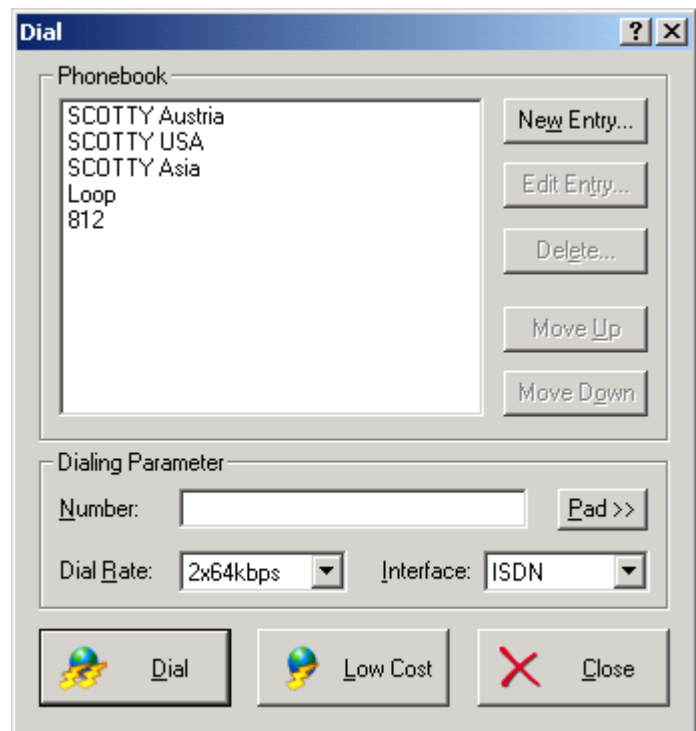 Dial
Phonebook
SCOTTY Austria
SCOTTY USA
SCOTTY Asia
Loop
812
New Entry...
Edit Entry...
Delete...
Move Up
Move Down
Dialing Parameter
Number:
Pad >>
Dial Rate: 2x64kbps Interface: ISDN
Dial Low Cost Close